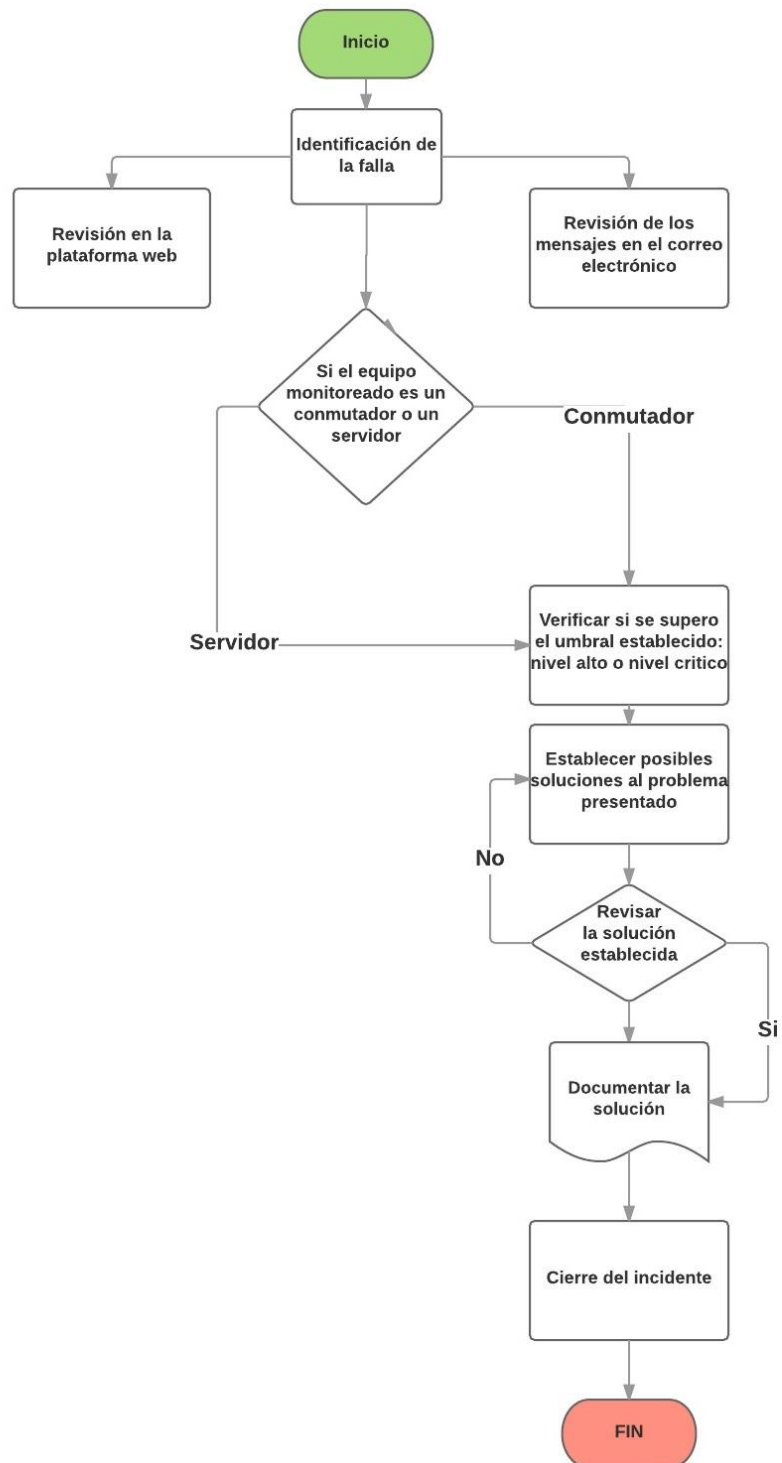 Inicio
Identificación de
la falla
Revisión en la
plataforma web
Revisión de los
mensajes en el correo
electrónico
Si el equipo
monitoreado es un
conmutador o un
servidor
Conmutador
Servidor
Verificar si se supero
el umbral establecido:
nivel alto o nivel critico
Establecer posibles
soluciones al problema
presentado
No
Revisar
la solución
establecida
Si
Documentar la
solución
Cierre del incidente
FIN